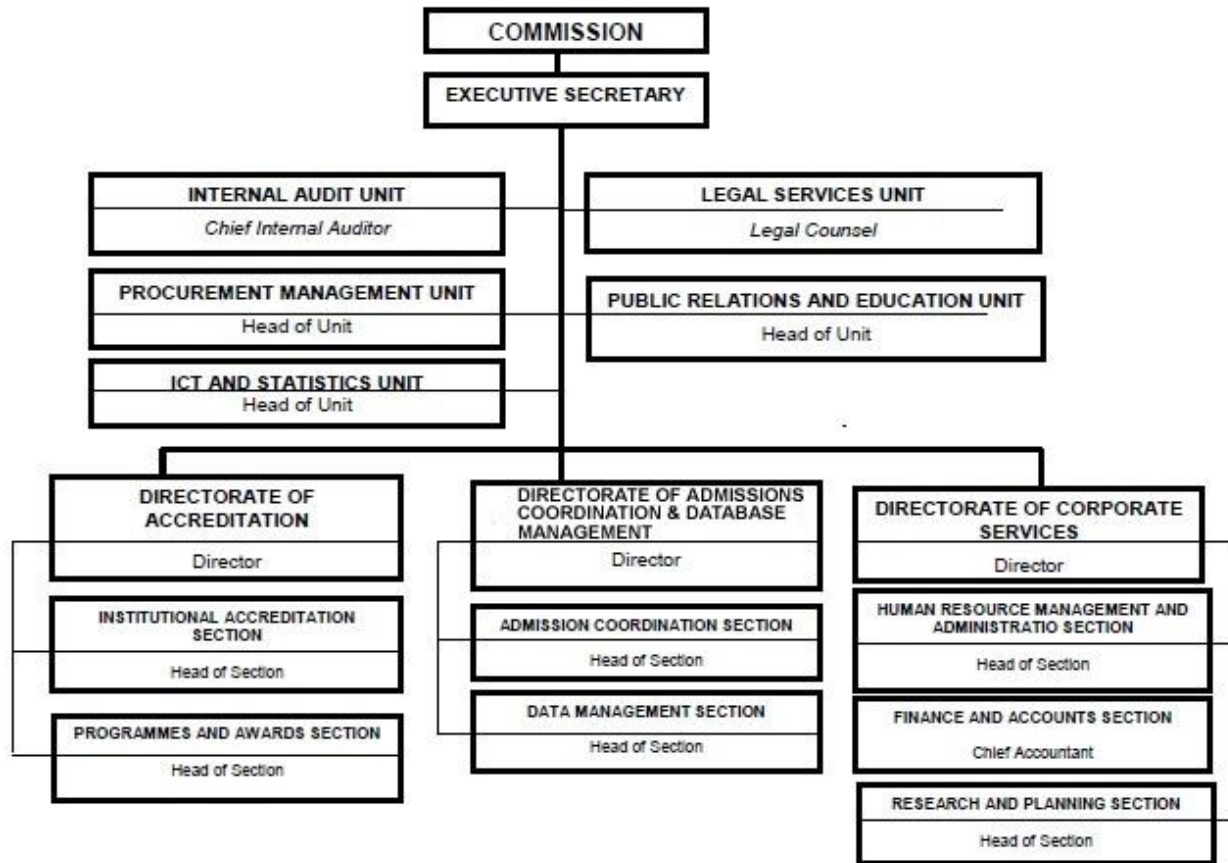 COMMISSION
EXECUTIVE SECRETARY
INTERNAL AUDIT UNIT
Chief Internal Auditor
LEGAL SERVICES UNIT
Legal Counsel
PROCUREMENT MANAGEMENT UNIT
Head of Unit
PUBLIC RELATIONS AND EDUCATION UNIT
Head of Unit
ICT AND STATISTICS UNIT
Head of Unit
DIRECTORATE OF
ACCREDITATION
Director
INSTITUTIONAL ACCREDITATION
SECTION
Head of Section
PROGRAMMES AND AWARDS SECTION
Head of Section
DIRECTORATE OF ADMISSIONS
COORDINATION & DATABASE
MANAGEMENT
Director
ADMISSION COORDINATION SECTION
Head of Section
DATA MANAGEMENT SECTION
Head of Section
DIRECTORATE OF CORPORATE
SERVICES
Director
HUMAN RESOURCE MANAGEMENT AND
ADMINISTRATIO SECTION
Head of Section
FINANCE AND ACCOUNTS SECTION
Chief Accountant
RESEARCH AND PLANNING SECTION
Head of Section